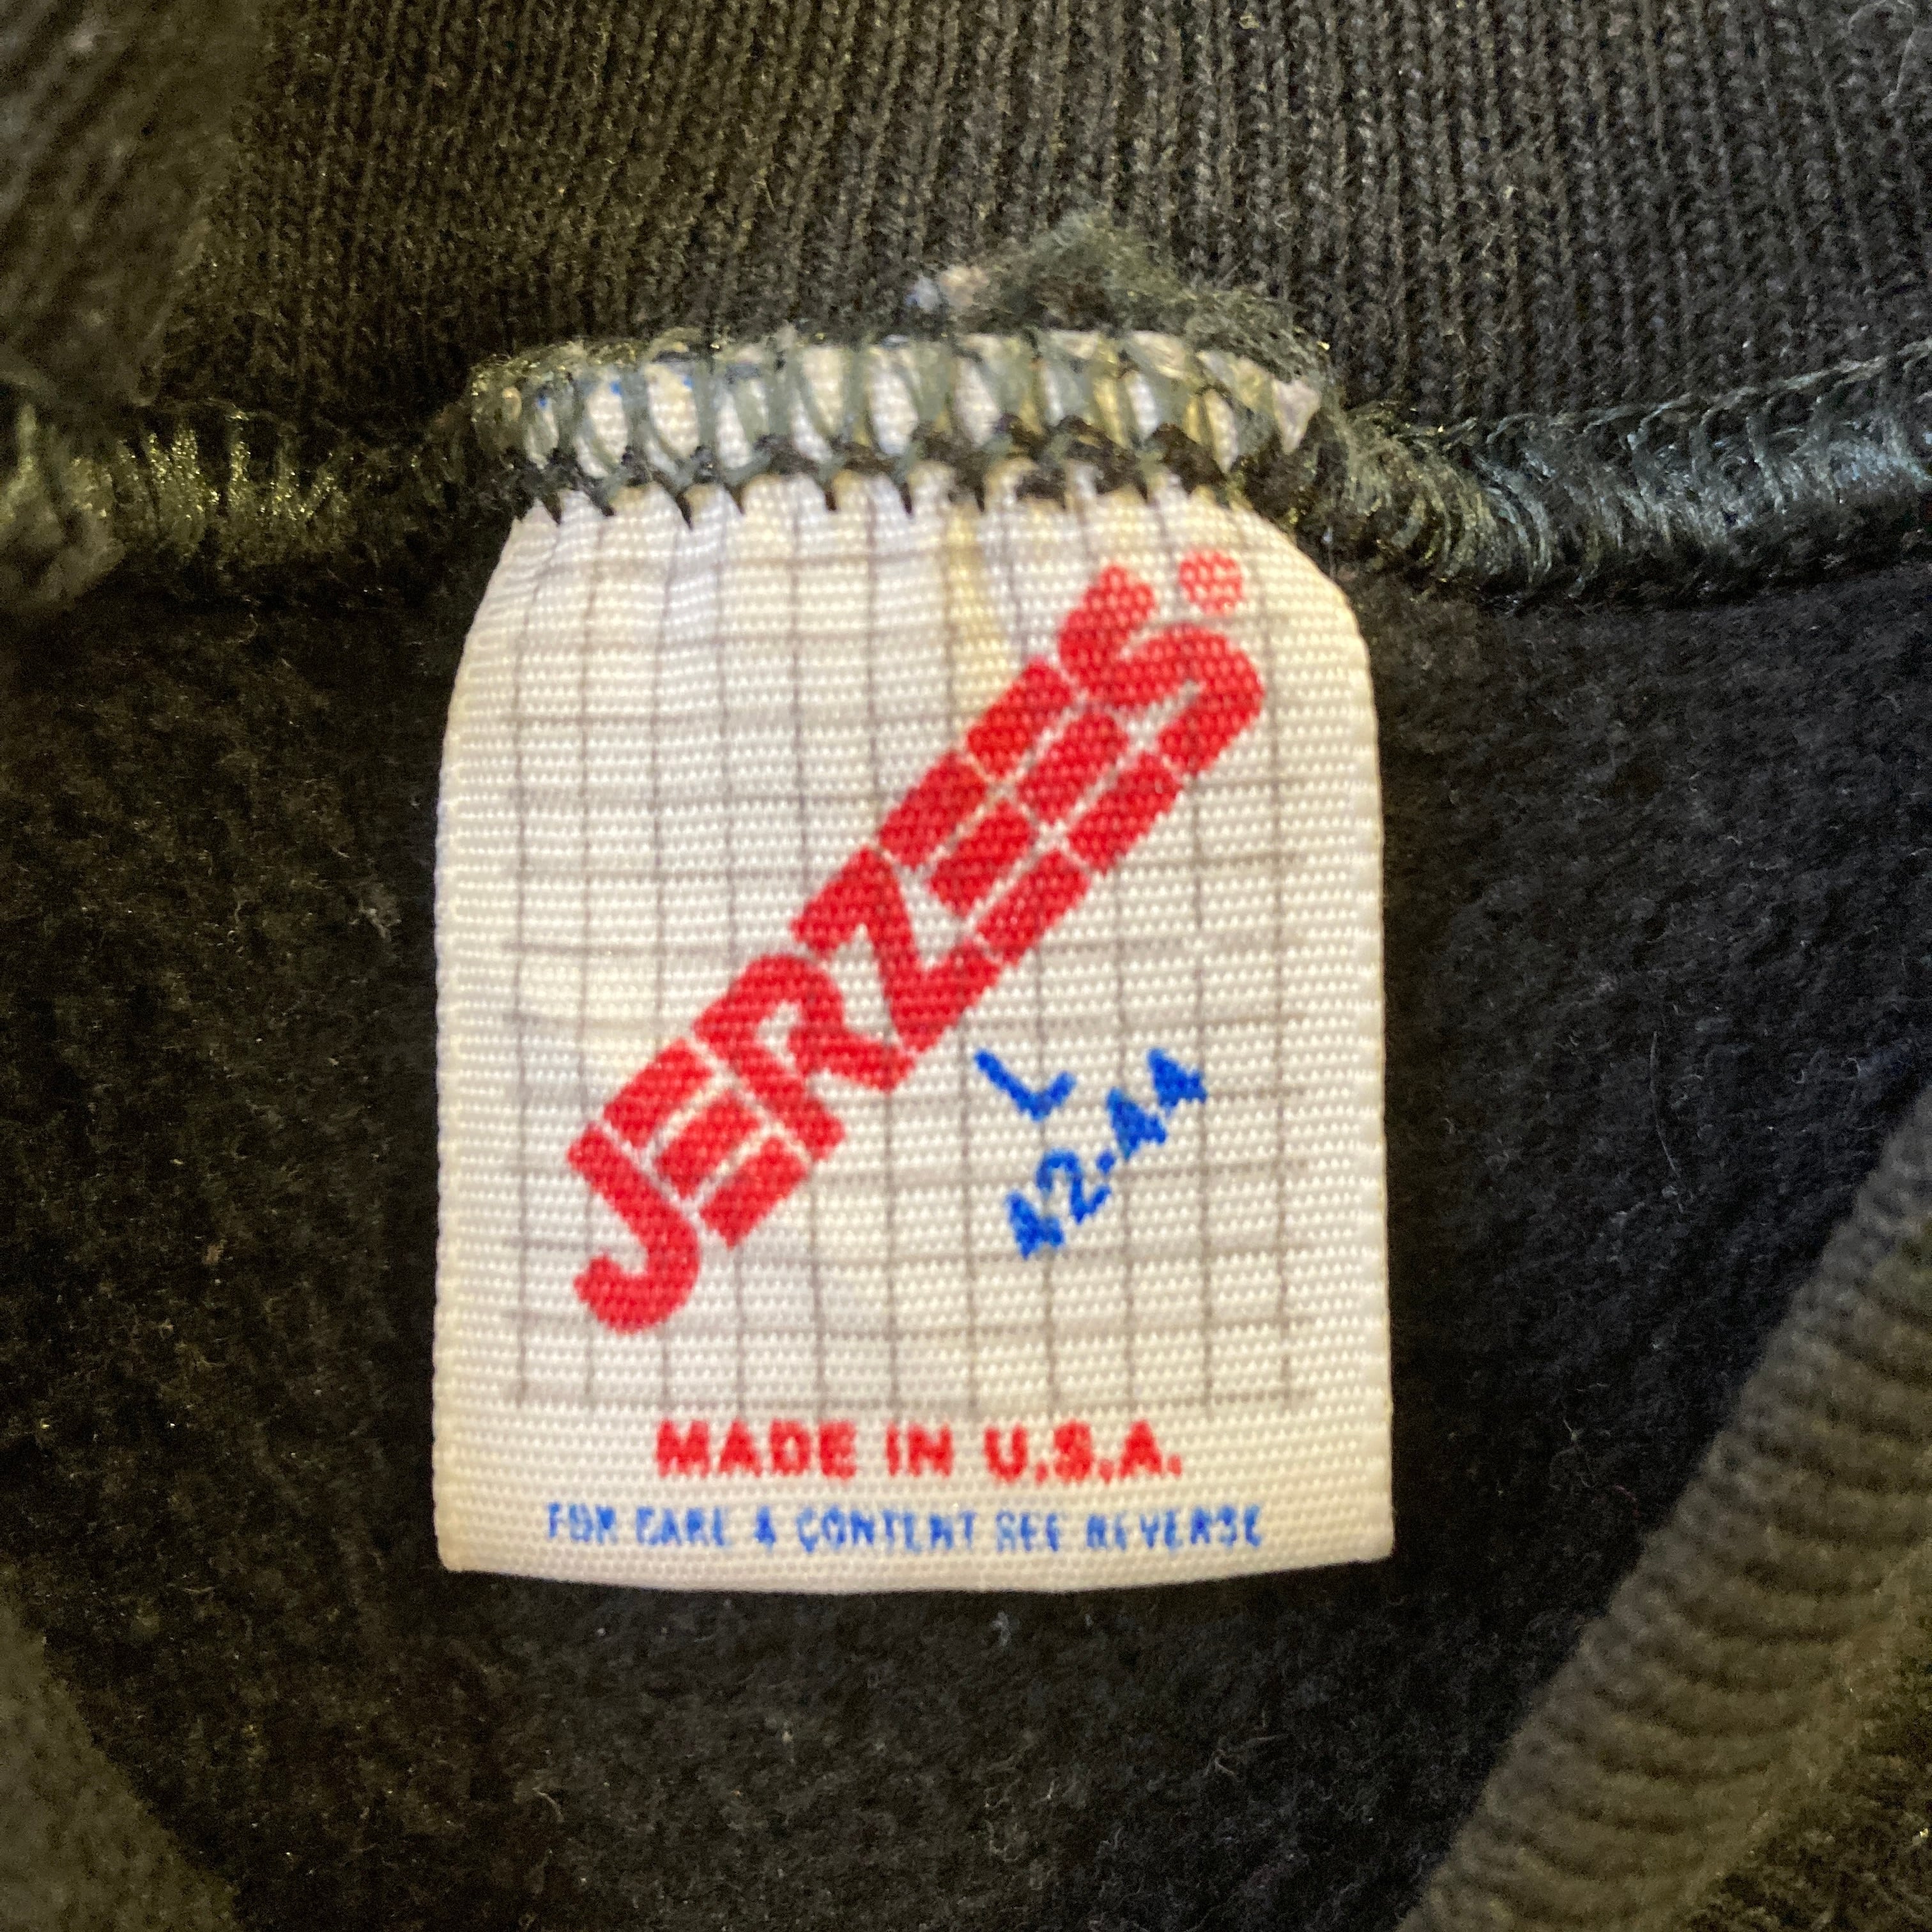 JERZEES.
L
42-44
MADE IN U.S.A.
FOR CARE & CONTENT SEE REVERSE